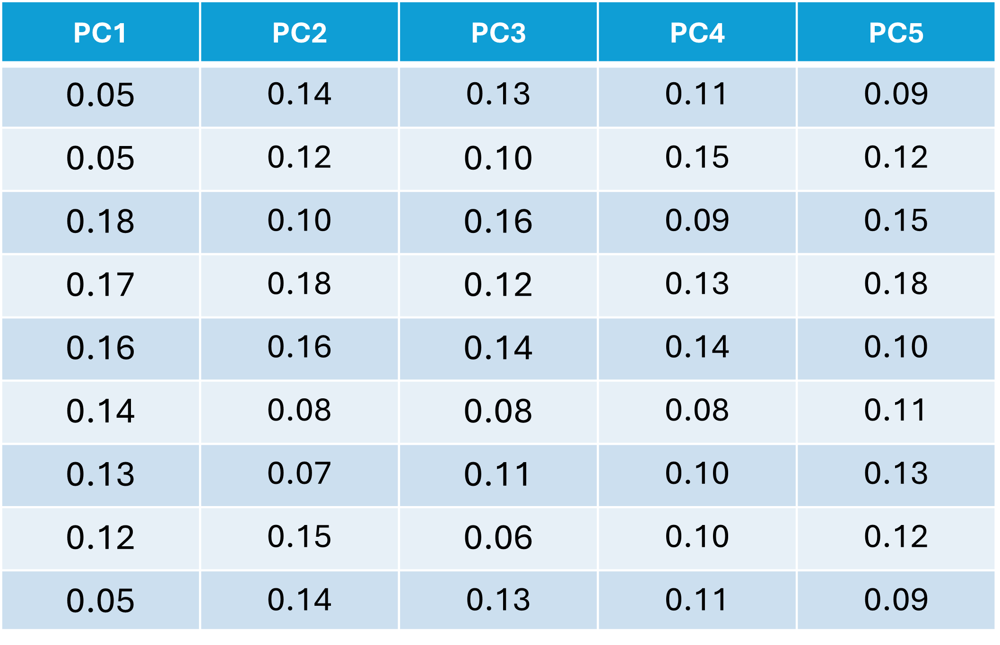 PC1 PC2 PC3 PC4 PC5
0.05 0.14 0.13 0.11 0.09
0.05 0.12 0.10 0.15 0.12
0.18 0.10 0.16 0.09 0.15
0.17 0.18 0.12 0.13 0.18
0.16 0.16 0.14 0.14 0.10
0.14 0.08 0.08 0.08 0.11
0.13 0.07 0.11 0.10 0.13
0.12 0.15 0.06 0.10 0.12
0.05 0.14 0.13 0.11 0.09